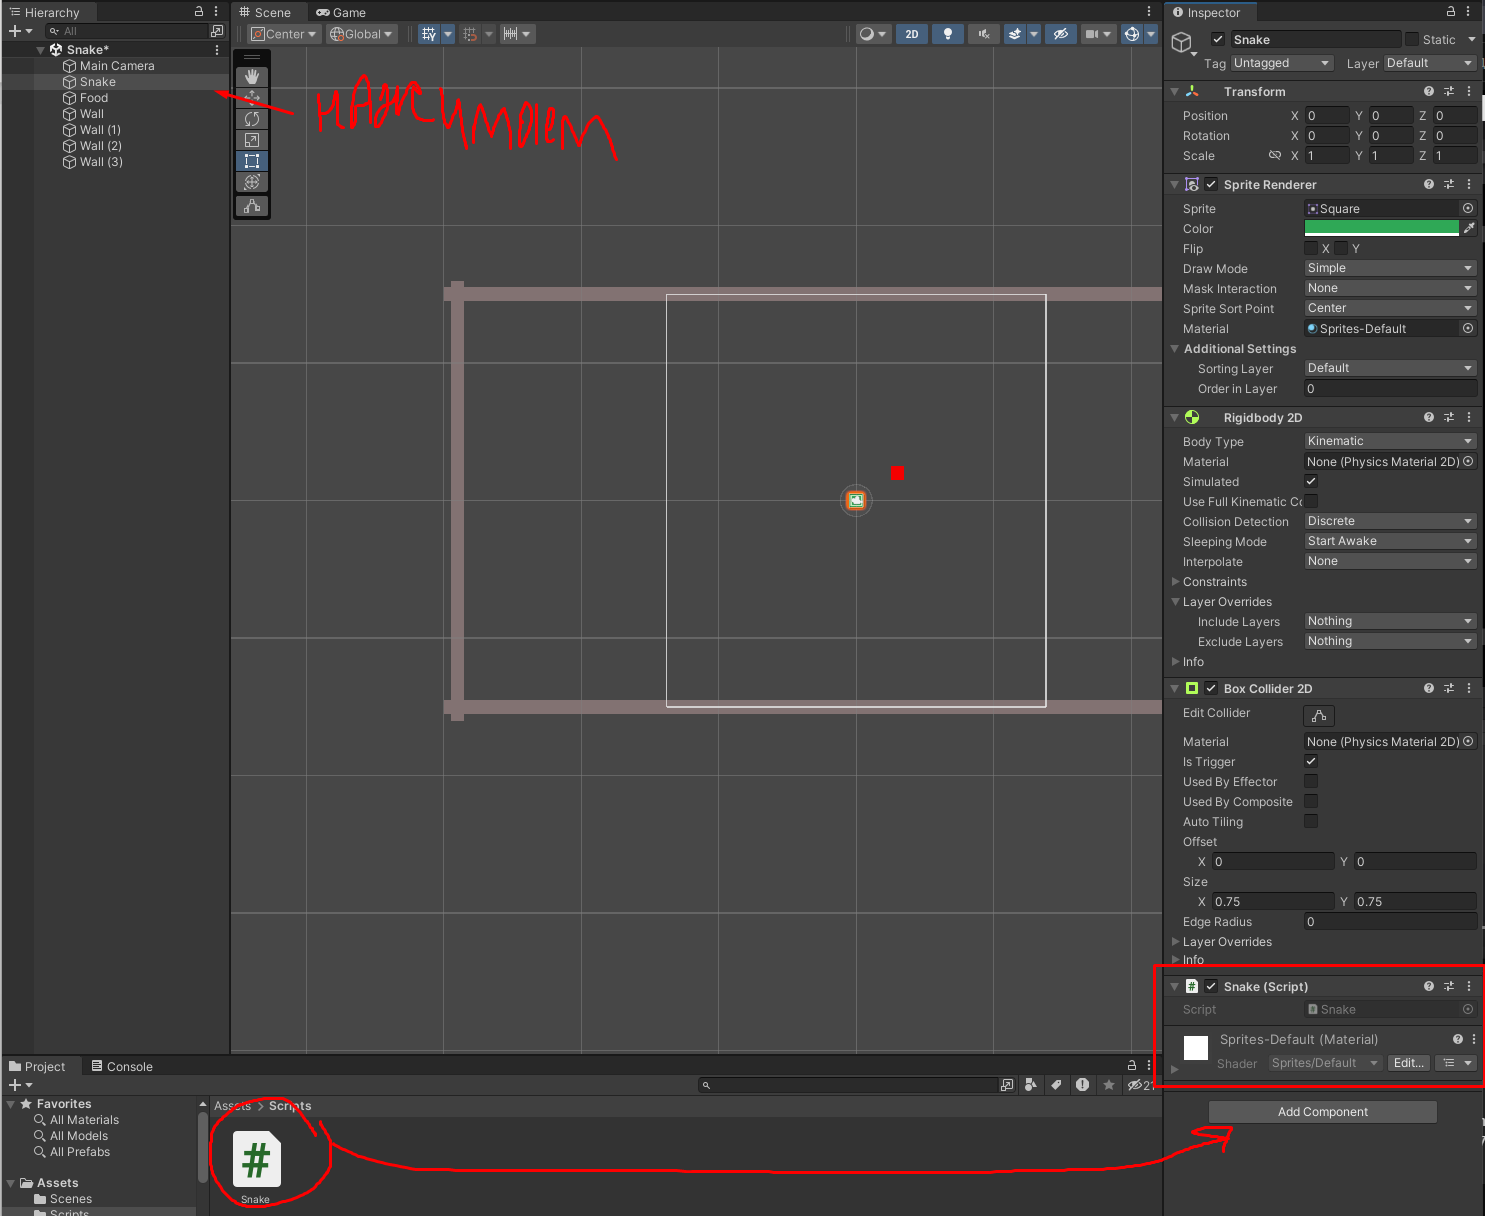 Hierarchy
All
Snake*
Main Camera
Snake
Food
Wall
Wall (1)
Wall (2)
Wall (3)
Scene
Game
Center
Global
2D
нажимаем
Inspector
Snake
Static
Tag
Untagged
Layer
Default
Transform
Position
X 0 Y 0 Z 0
Rotation
X 0 Y 0 Z 0
Scale
X 1 Y 1 Z 1
Sprite Renderer
Sprite
Square
Color
Flip
X Y
Draw Mode
Simple
Mask Interaction
None
Sprite Sort Point
Center
Material
Sprites-Default
Additional Settings
Sorting Layer
Default
Order in Layer
0
Rigidbody 2D
Body Type
Kinematic
Material
None (Physics Material 2D)
Simulated
Use Full Kinematic Co
Collision Detection
Discrete
Sleeping Mode
Start Awake
Interpolate
None
Constraints
Layer Overrides
Include Layers
Nothing
Exclude Layers
Nothing
Info
Box Collider 2D
Edit Collider
Material
None (Physics Material 2D)
Is Trigger
Used By Effector
Used By Composite
Auto Tiling
Offset
X 0 Y 0
Size
X 0.75 Y 0.75
Edge Radius
0
Layer Overrides
Info
# Snake (Script)
Script
Snake
Sprites-Default (Material)
Shader
Sprites/Default
Edit...
Add Component
Project
Console
Favorites
All Materials
All Models
All Prefabs
Assets
Scenes
Scripts
Assets > Scripts
#
Snake